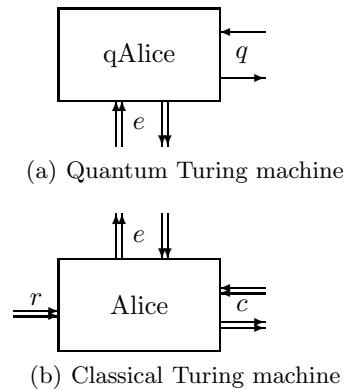 qAlice
q
e
(a) Quantum Turing machine
e
r
Alice
c
(b) Classical Turing machine